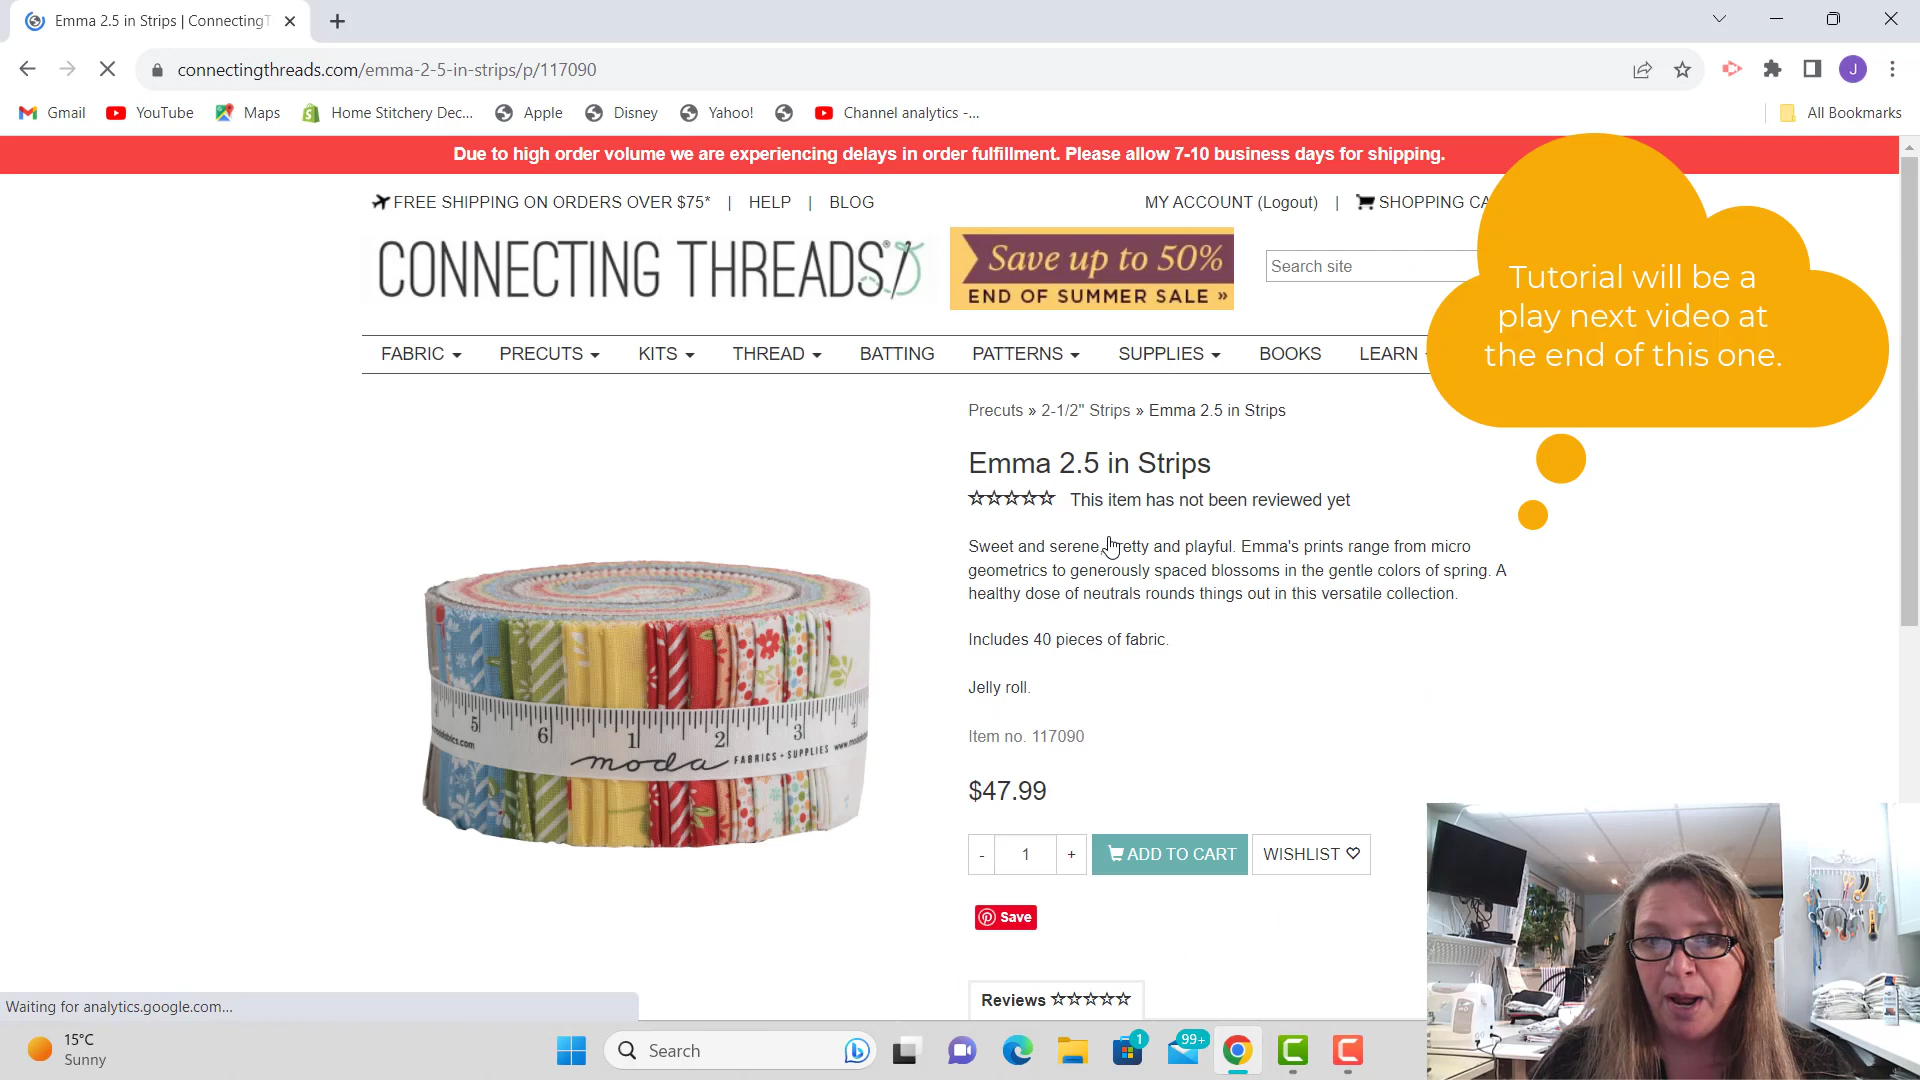 Emma 2.5 in Strips | ConnectingT
connectingthreads.com/emma-2-5-in-strips/p/117090
J
Gmail YouTube Maps Home Stitchery Dec... Apple Disney Yahoo! Channel analytics -... All Bookmarks
Due to high order volume we are experiencing delays in order fulfillment. Please allow 7-10 business days for shipping.
FREE SHIPPING ON ORDERS OVER $75* | HELP | BLOG MY ACCOUNT (Logout) | SHOPPING CA
CONNECTING THREADS®
Save up to 50%
END OF SUMMER SALE »
Search site
Tutorial will be a
play next video at
the end of this one.
FABRIC PRECUTS KITS THREAD BATTING PATTERNS SUPPLIES BOOKS LEARN
Precuts » 2-1/2" Strips » Emma 2.5 in Strips
Emma 2.5 in Strips
This item has not been reviewed yet
Sweet and serene, pretty and playful. Emma's prints range from micro
geometrics to generously spaced blossoms in the gentle colors of spring. A
healthy dose of neutrals rounds things out in this versatile collection.
Includes 40 pieces of fabric.
Jelly roll.
Item no. 117090
$47.99
- 1 + ADD TO CART WISHLIST
Save
Reviews
5 6 1 2 3 4
moda FABRICS + SUPPLIES
Waiting for analytics.google.com...
15°C
Sunny
Search
1
99+